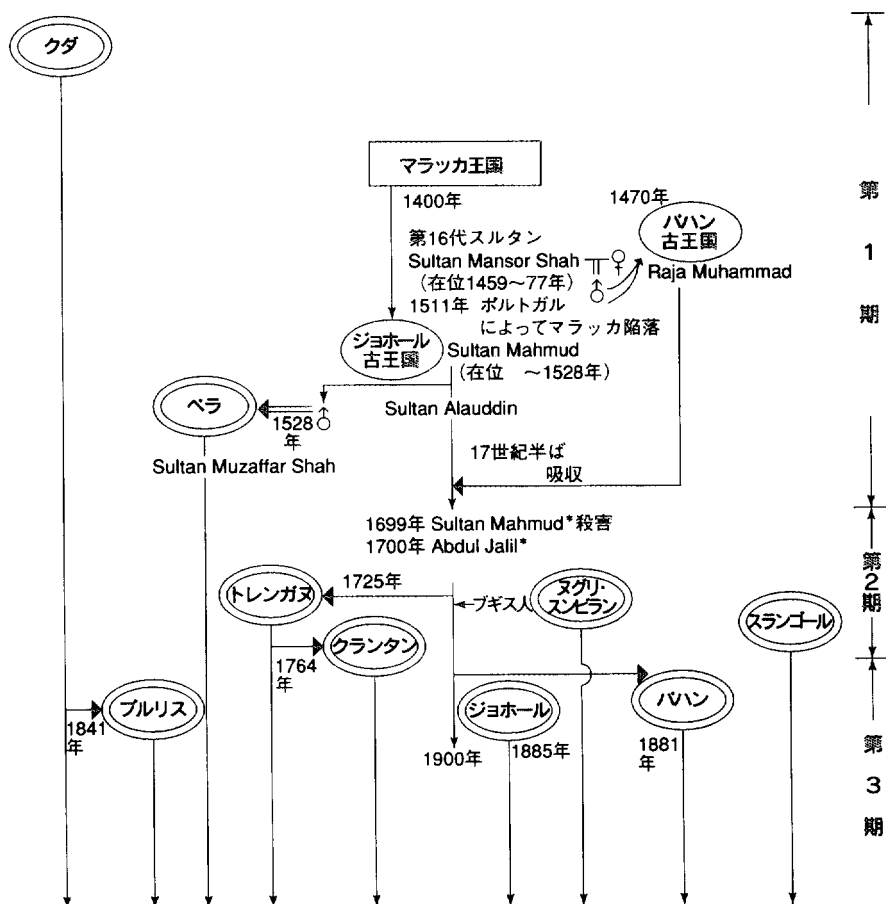 クダ
マラッカ王国
1400年
1470年
パハン
古王国
第16代スルタン
Sultan Mansor Shah
(在位1459〜77年)
Raja Muhammad
1511年 ポルトガル
によってマラッカ陥落
ジョホール
古王国
Sultan Mahmud
(在位 〜1528年)
ペラ
1528
年
Sultan Alauddin
Sultan Muzaffar Shah
17世紀半ば
吸収
1699年 Sultan Mahmud*殺害
1700年 Abdul Jalil*
トレンガヌ
1725年
ブギス人
ヌグリ・
スンビラン
スランゴール
クランタン
1764
年
プルリス
1841
年
ジョホール
パハン
1900年
1885年
1881
年
第
1
期
第
2
期
第
3
期